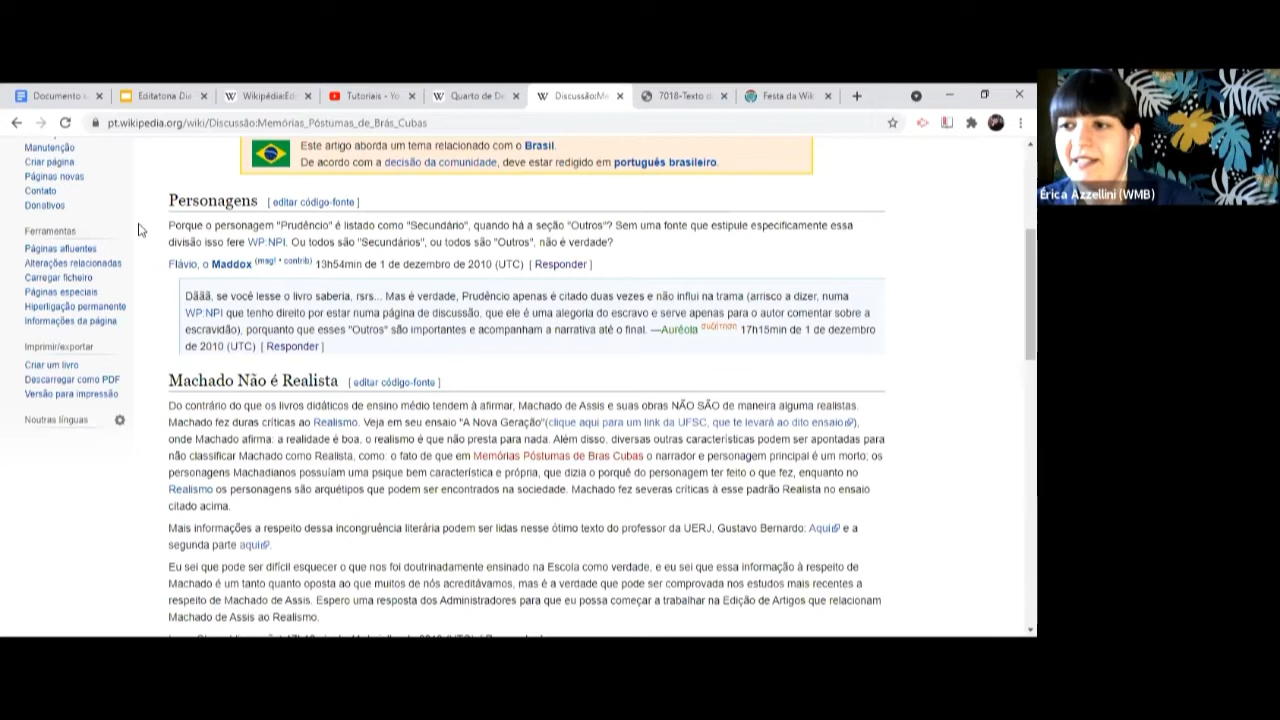 Documento
Editatona Di
Wikipédia:Ed
Tutoriais - Yo
Quarto de De
Discussão:Me
7018-Texto d
Festa da Wik
pt.wikipedia.org/wiki/Discussão:Memórias_Póstumas_de_Brás_Cubas
Érica Azzellini (WMB)
Manutenção
Criar página
Páginas novas
Contato
Donativos
Ferramentas
Páginas afluentes
Alterações relacionadas
Carregar ficheiro
Páginas especiais
Hiperligação permanente
Informações da página
Imprimir/exportar
Criar um livro
Descarregar como PDF
Versão para impressão
Noutras línguas
Este artigo aborda um tema relacionado com o Brasil.
De acordo com a decisão da comunidade, deve estar redigido em português brasileiro.
Personagens [ editar código-fonte ]
Porque o personagem "Prudêncio" é listado como "Secundário", quando há a seção "Outros"? Sem uma fonte que estipule especificamente essa
divisão isso fere WP:NPI. Ou todos são "Secundários", ou todos são "Outros", não é verdade?
Flávio, o Maddox (msg! • contrib) 13h54min de 1 de dezembro de 2010 (UTC) [ Responder ]
Dããã, se você lesse o livro saberia, rsrs... Mas é verdade, Prudêncio apenas é citado duas vezes e não influi na trama (arrisco a dizer, numa
WP:NPI que tenho direito por estar numa página de discussão, que ele é uma alegoria do escravo e serve apenas para o autor comentar sobre a
escravidão), porquanto que esses "Outros" são importantes e acompanham a narrativa até o final. —Auréola 17h15min de 1 de dezembro
de 2010 (UTC) [ Responder ]
Machado Não é Realista [ editar código-fonte ]
Do contrário do que os livros didáticos de ensino médio tendem à afirmar, Machado de Assis e suas obras NÃO SÃO de maneira alguma realistas.
Machado fez duras críticas ao Realismo. Veja em seu ensaio "A Nova Geração"(clique aqui para um link da UFSC, que te levará ao dito ensaio),
onde Machado afirma: a realidade é boa, o realismo é que não presta para nada. Além disso, diversas outras características podem ser apontadas para
não classificar Machado como Realista, como: o fato de que em Memórias Póstumas de Bras Cubas o narrador e personagem principal é um morto; os
personagens Machadianos possuíam uma psique bem característica e própria, que dizia o porquê do personagem ter feito o que fez, enquanto no
Realismo os personagens são arquétipos que podem ser encontrados na sociedade. Machado fez severas críticas à esse padrão Realista no ensaio
citado acima.
Mais informações a respeito dessa incongruência literária podem ser lidas nesse ótimo texto do professor da UERJ, Gustavo Bernardo: Aqui e a
segunda parte aqui.
Eu sei que pode ser difícil esquecer o que nos foi doutrinadamente ensinado na Escola como verdade, e eu sei que essa informação à respeito de
Machado é um tanto quanto oposta ao que muitos de nós acreditávamos, mas é a verdade que pode ser comprovada nos estudos mais recentes a
respeito de Machado de Assis. Espero uma resposta dos Administradores para que eu possa começar a trabalhar na Edição de Artigos que relacionam
Machado de Assis ao Realismo.